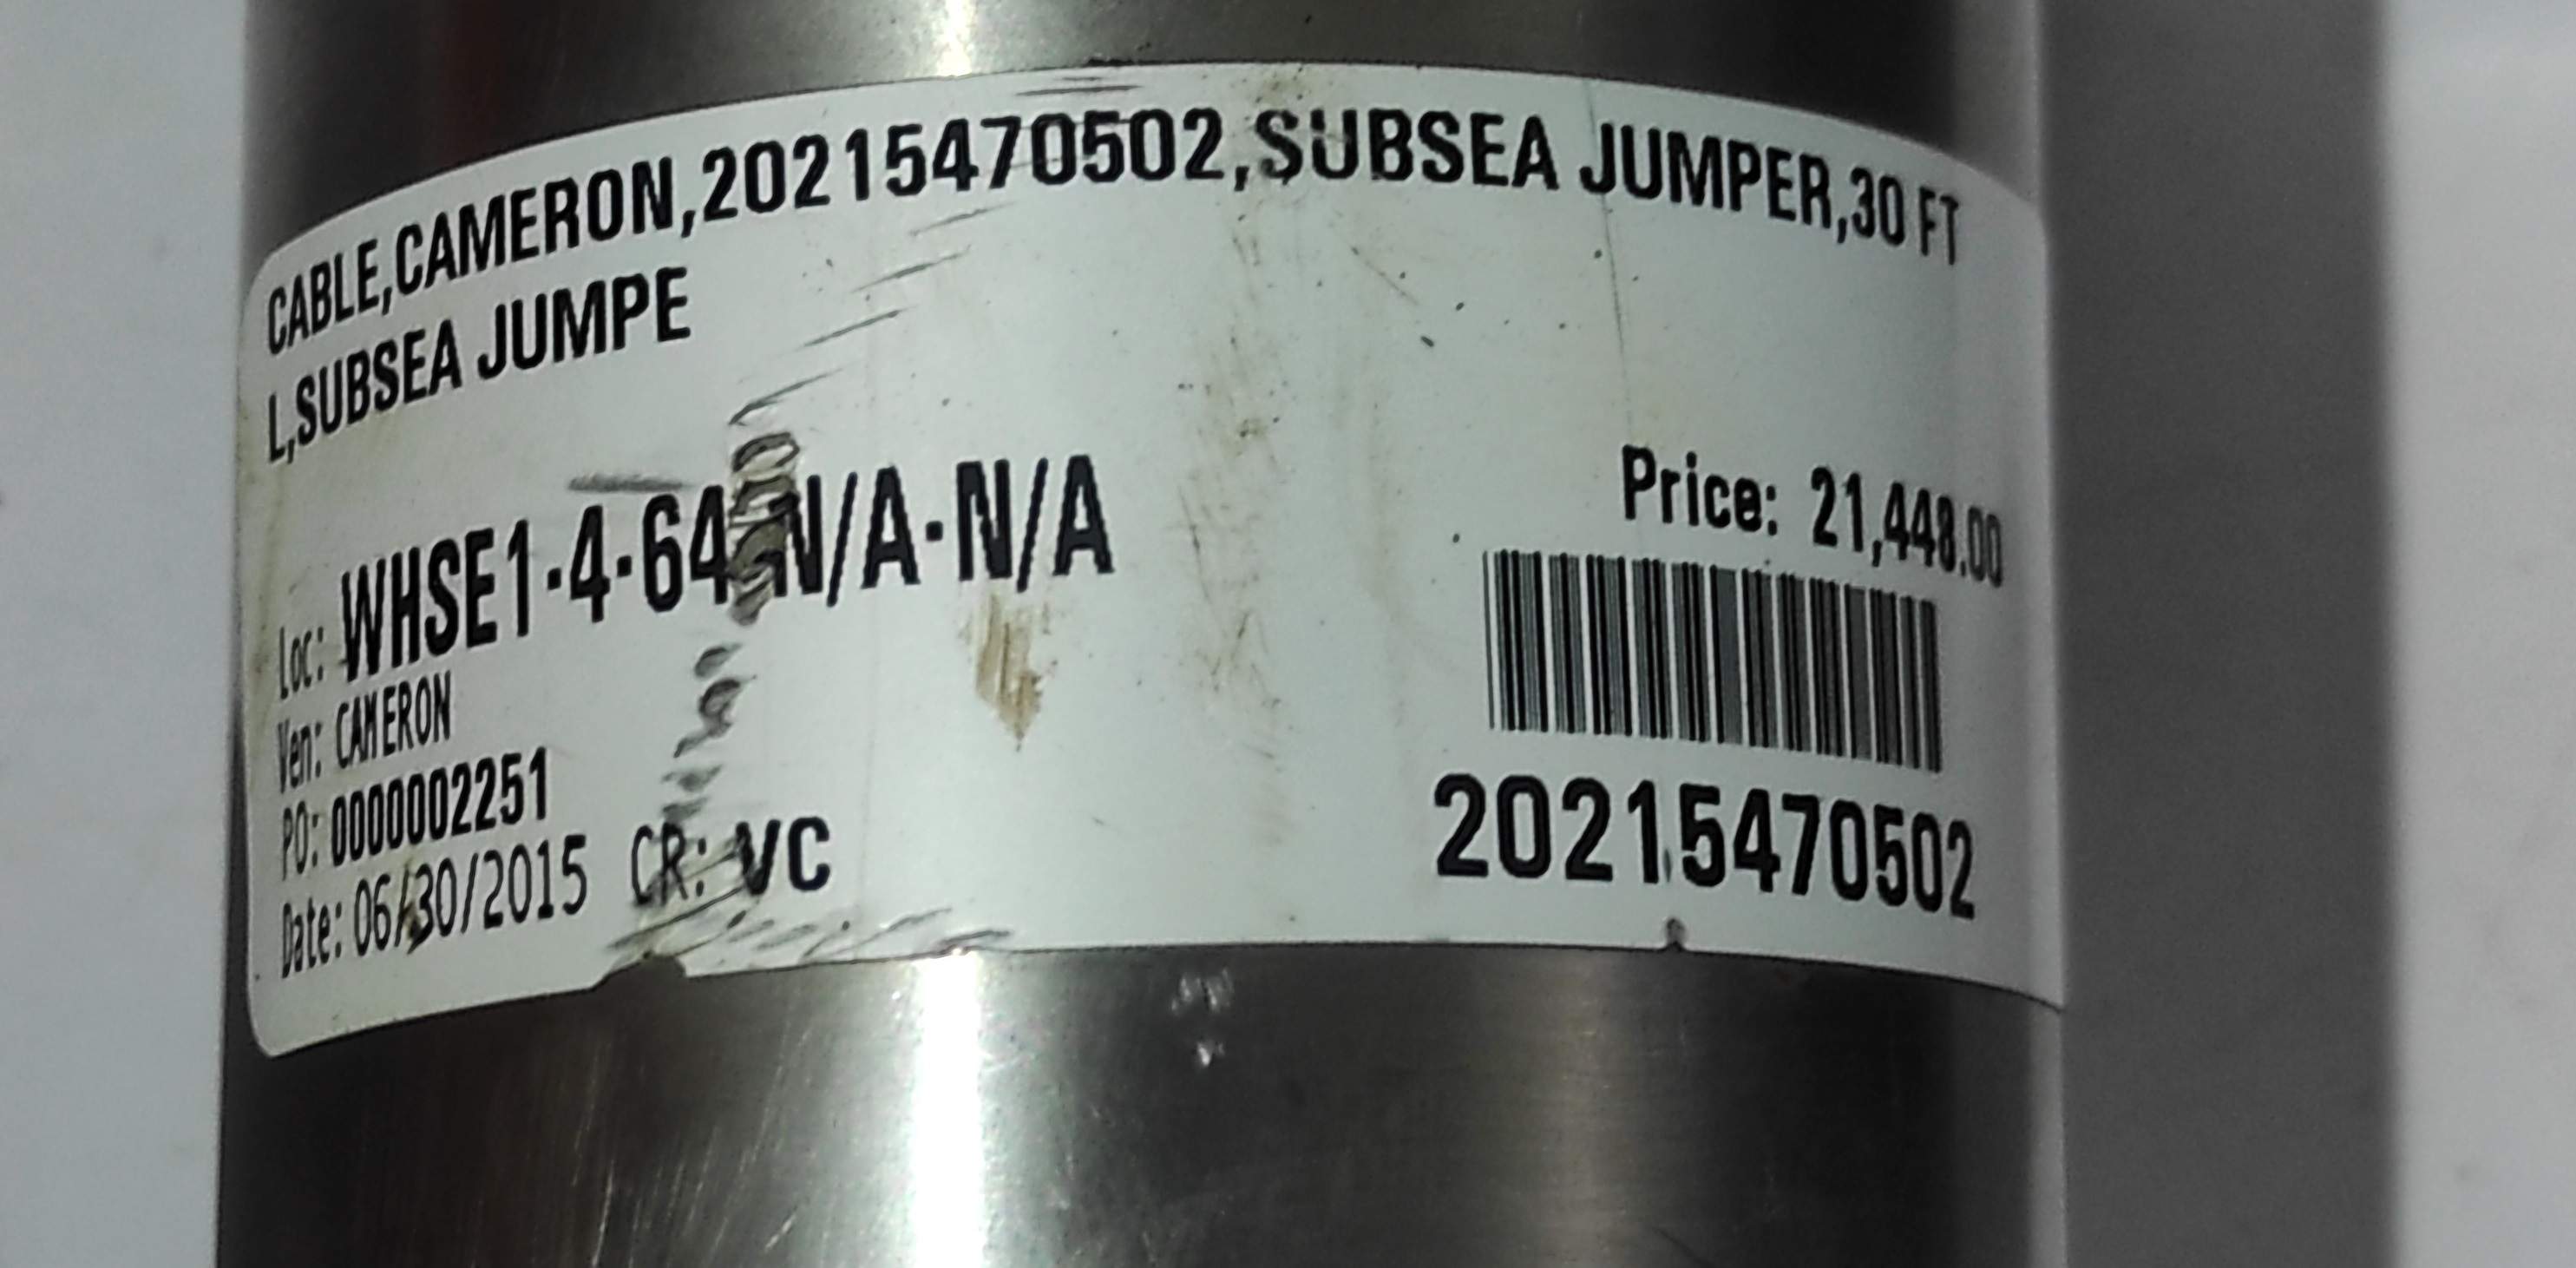 CABLE,CAMERON,20215470502,SUBSEA JUMPER,30 FT
L,SUBSEA JUMPE
Price: 21,448.00
Loc: WHSE1-4-64-N/A-N/A
Ven: CAMERON
PO: 0000002251
Date: 06/30/2015 CR: VC
20215470502